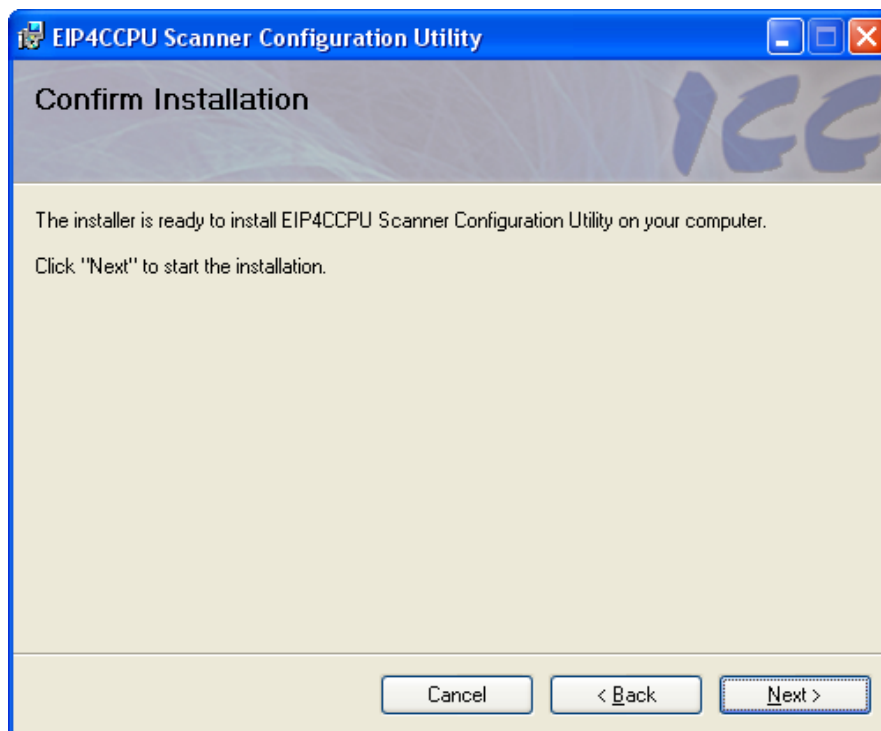 EIP4CCPU Scanner Configuration Utility
Confirm Installation
ICC
The installer is ready to install EIP4CCPU Scanner Configuration Utility on your computer.
Click "Next" to start the installation.
Cancel
< Back
Next >